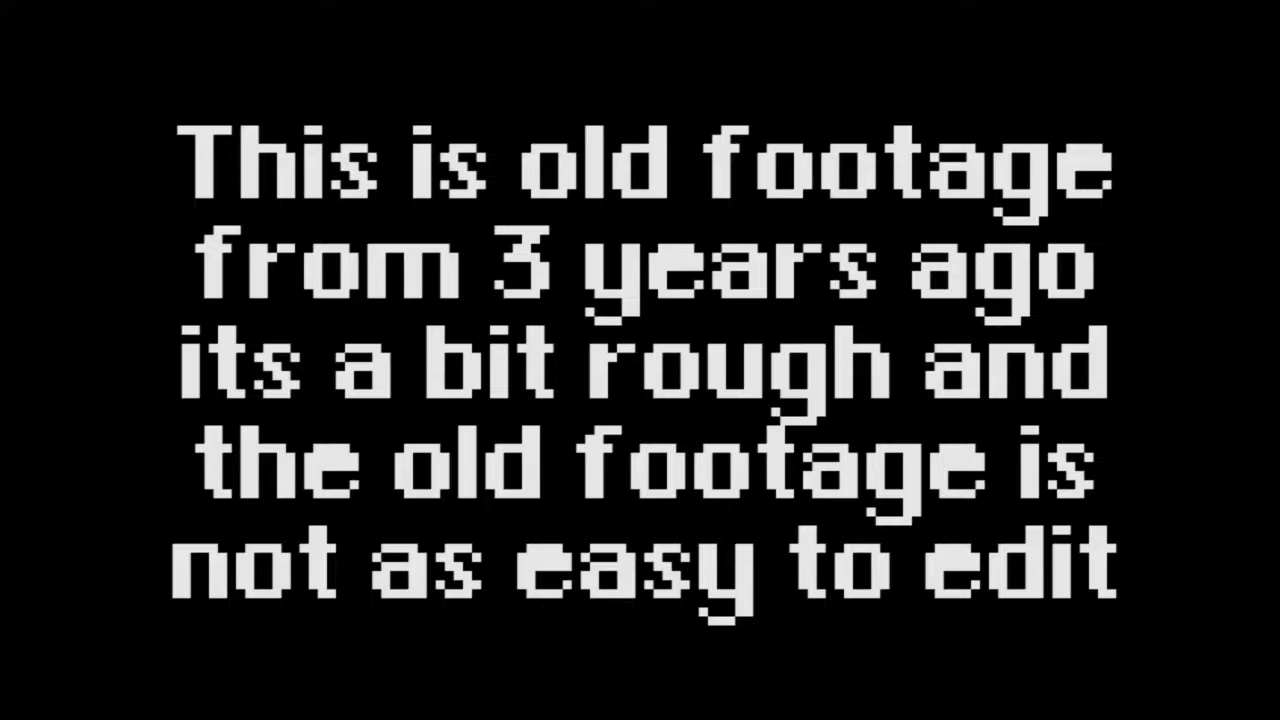 This is old footage
from 3 years ago
its a bit rough and
the old footage is
not as easy to edit